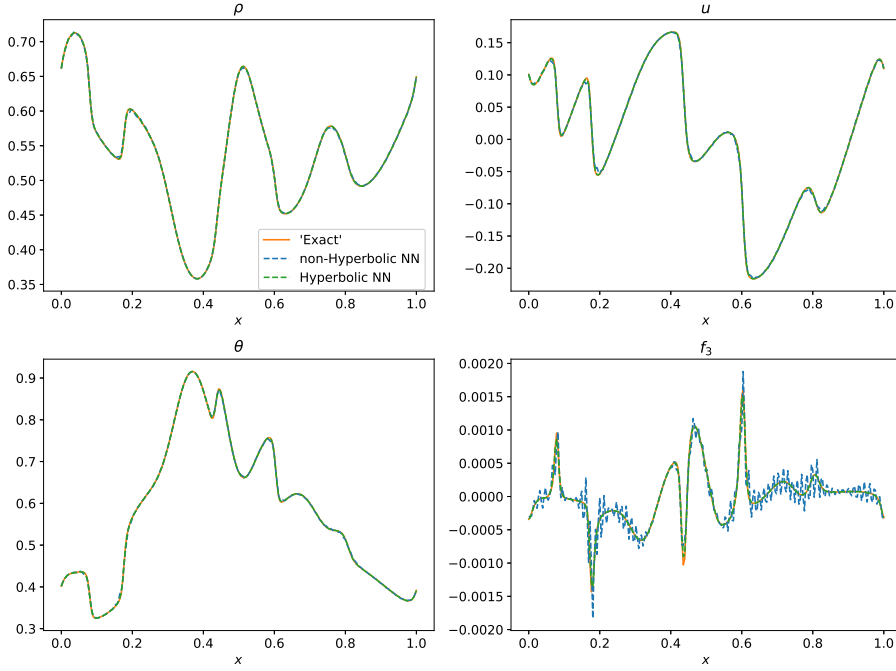 ρ
0.70
0.65
0.60
0.55
0.50
0.45
0.40
0.35
'Exact'
non-Hyperbolic NN
Hyperbolic NN
0.0 0.2 0.4 0.6 0.8 1.0
x
u
0.15
0.10
0.05
0.00
−0.05
−0.10
−0.15
−0.20
0.0 0.2 0.4 0.6 0.8 1.0
x
θ
0.9
0.8
0.7
0.6
0.5
0.4
0.3
0.0 0.2 0.4 0.6 0.8 1.0
x
f₃
0.0020
0.0015
0.0010
0.0005
0.0000
−0.0005
−0.0010
−0.0015
−0.0020
0.0 0.2 0.4 0.6 0.8 1.0
x